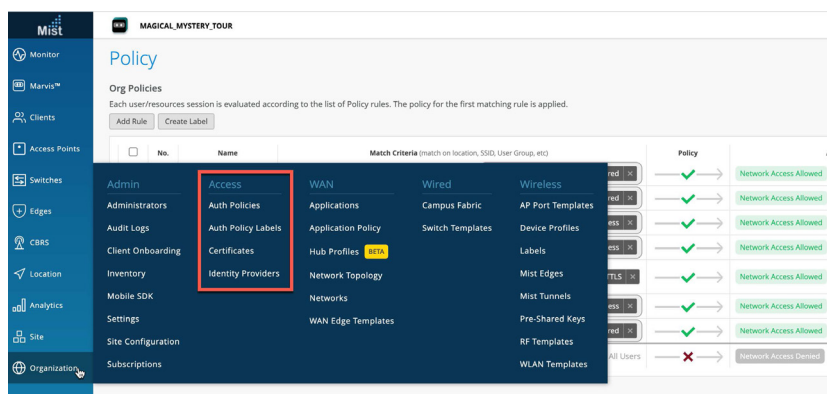 Mist
MAGICAL_MYSTERY_TOUR
Monitor
Marvis™
Clients
Access Points
Switches
Edges
CBRS
Location
Analytics
Site
Organization
Policy
Org Policies
Each user/resources session is evaluated according to the list of Policy rules. The policy for the first matching rule is applied.
Add Rule Create Label
No. Name Match Criteria (match on location, SSID, User Group, etc) Policy
Admin
Administrators
Audit Logs
Client Onboarding
Inventory
Mobile SDK
Settings
Site Configuration
Subscriptions
Access
Auth Policies
Auth Policy Labels
Certificates
Identity Providers
WAN
Applications
Application Policy
Hub Profiles BETA
Network Topology
Networks
WAN Edge Templates
Wired
Campus Fabric
Switch Templates
Wireless
AP Port Templates
Device Profiles
Labels
Mist Edges
Mist Tunnels
Pre-Shared Keys
RF Templates
WLAN Templates
red × Network Access Allowed
red × Network Access Allowed
ess × Network Access Allowed
ess × Network Access Allowed
TTLS × Network Access Allowed
ess × Network Access Allowed
red × Network Access Allowed
All Users Network Access Denied